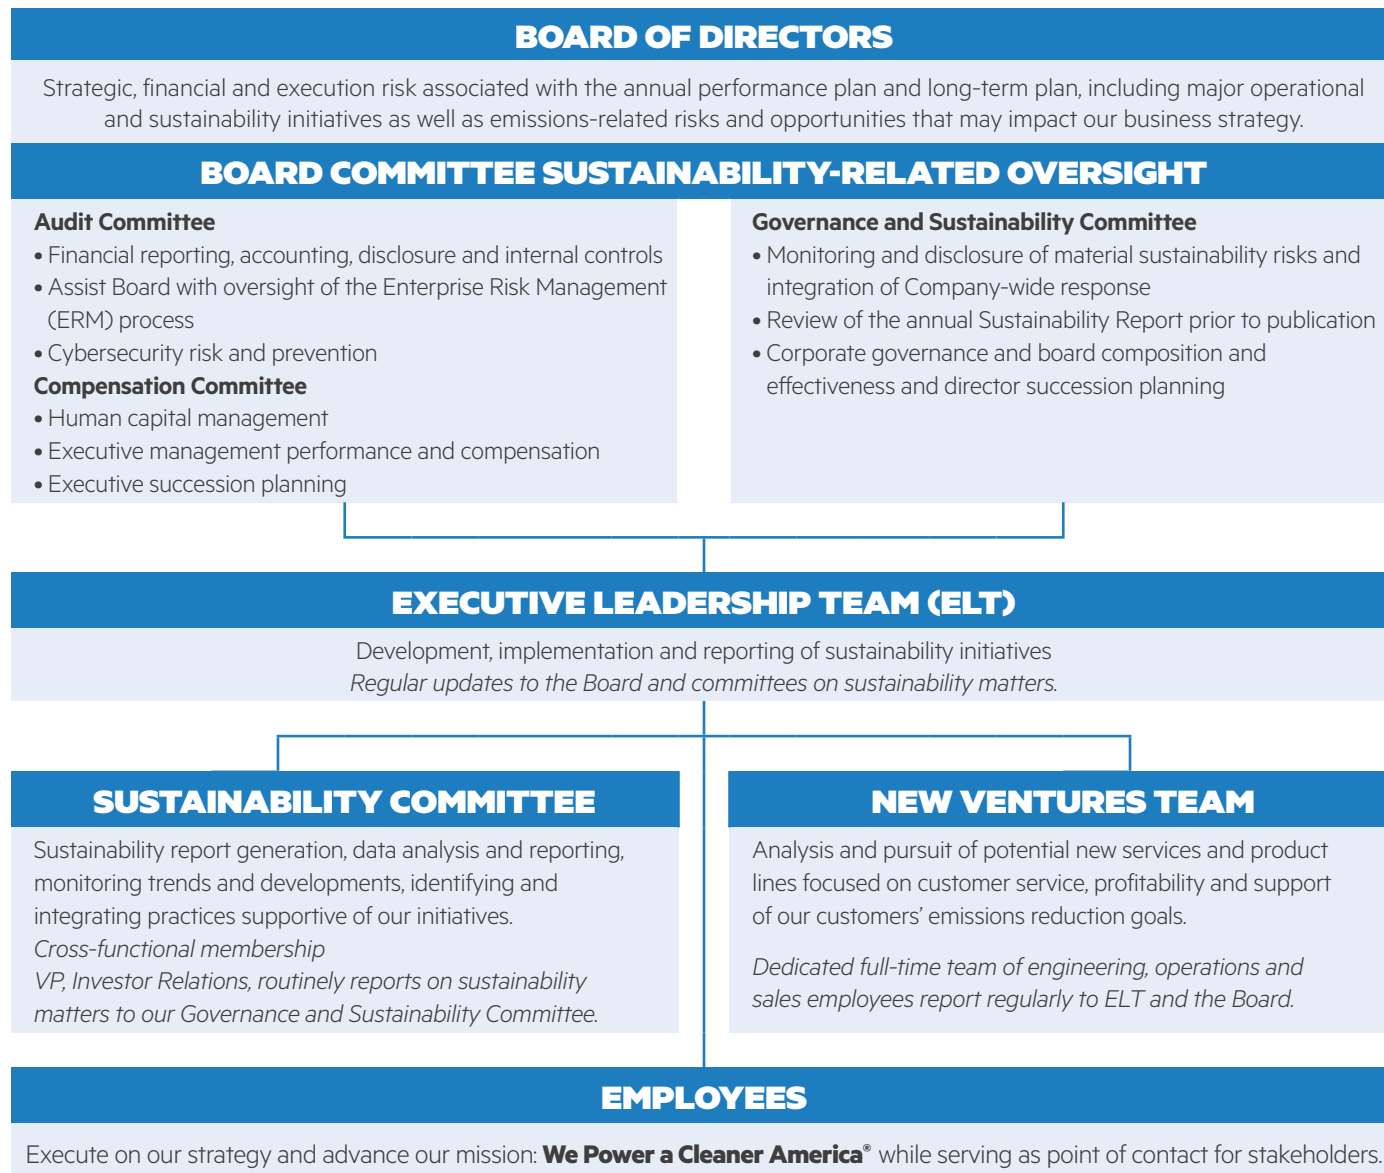 BOARD OF DIRECTORS
Strategic, financial and execution risk associated with the annual performance plan and long-term plan, including major operational
and sustainability initiatives as well as emissions-related risks and opportunities that may impact our business strategy.
BOARD COMMITTEE SUSTAINABILITY-RELATED OVERSIGHT
Audit Committee
• Financial reporting, accounting, disclosure and internal controls
• Assist Board with oversight of the Enterprise Risk Management
(ERM) process
• Cybersecurity risk and prevention
Compensation Committee
• Human capital management
• Executive management performance and compensation
• Executive succession planning
Governance and Sustainability Committee
• Monitoring and disclosure of material sustainability risks and
integration of Company-wide response
• Review of the annual Sustainability Report prior to publication
• Corporate governance and board composition and
effectiveness and director succession planning
EXECUTIVE LEADERSHIP TEAM (ELT)
Development, implementation and reporting of sustainability initiatives
Regular updates to the Board and committees on sustainability matters.
SUSTAINABILITY COMMITTEE
Sustainability report generation, data analysis and reporting,
monitoring trends and developments, identifying and
integrating practices supportive of our initiatives.
Cross-functional membership
VP, Investor Relations, routinely reports on sustainability
matters to our Governance and Sustainability Committee.
NEW VENTURES TEAM
Analysis and pursuit of potential new services and product
lines focused on customer service, profitability and support
of our customers’ emissions reduction goals.
Dedicated full-time team of engineering, operations and
sales employees report regularly to ELT and the Board.
EMPLOYEES
Execute on our strategy and advance our mission: We Power a Cleaner America® while serving as point of contact for stakeholders.